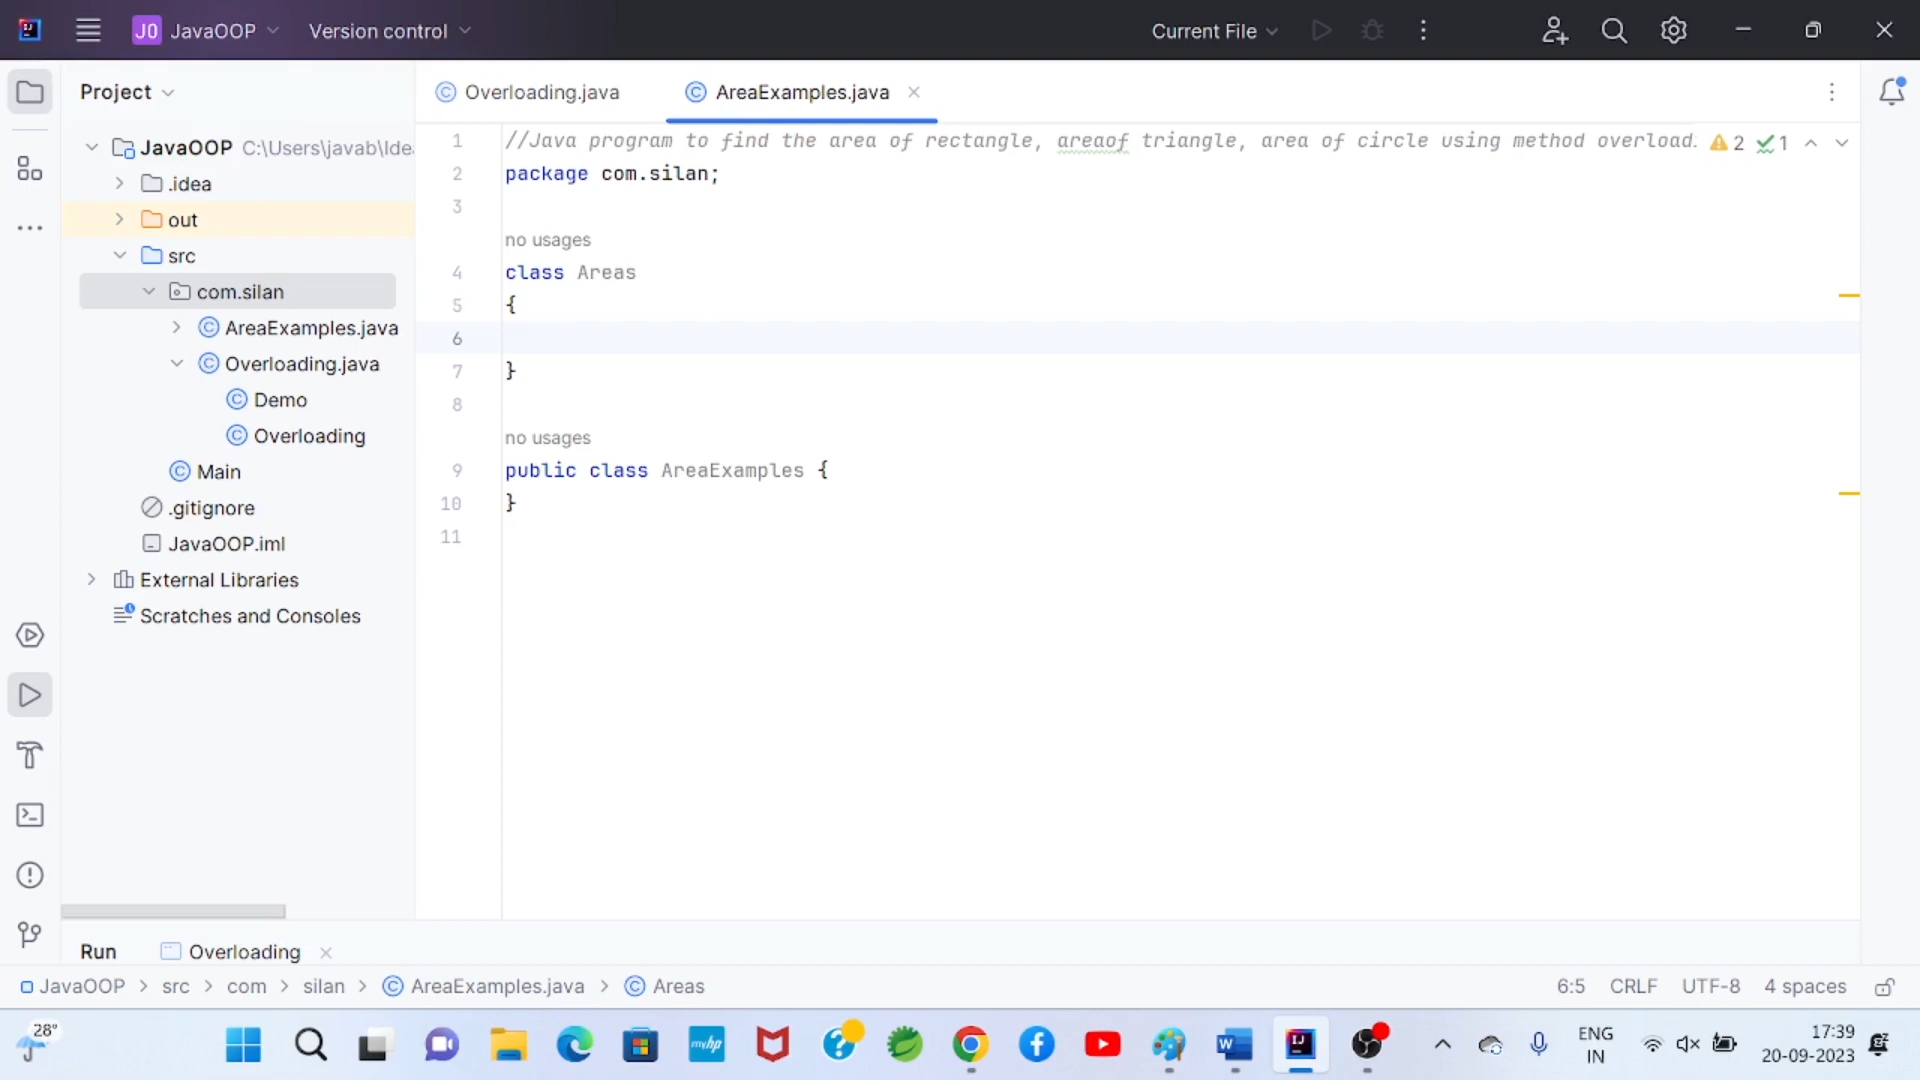 J0 JavaOOP Version control Current File
Project
Overloading.java AreaExamples.java
JavaOOP C:\Users\javab\Ide
.idea
out
src
com.silan
AreaExamples.java
Overloading.java
Demo
Overloading
Main
.gitignore
JavaOOP.iml
External Libraries
Scratches and Consoles
1 //Java program to find the area of rectangle, areaof triangle, area of circle using method overload. 2 1
2 package com.silan;
3
no usages
4 class Areas
5 {
6
7 }
8
no usages
9 public class AreaExamples {
10 }
11
Run Overloading
JavaOOP > src > com > silan > AreaExamples.java > Areas 6:5 CRLF UTF-8 4 spaces
28°
myhp
W
IJ
ENG
IN
17:39
20-09-2023